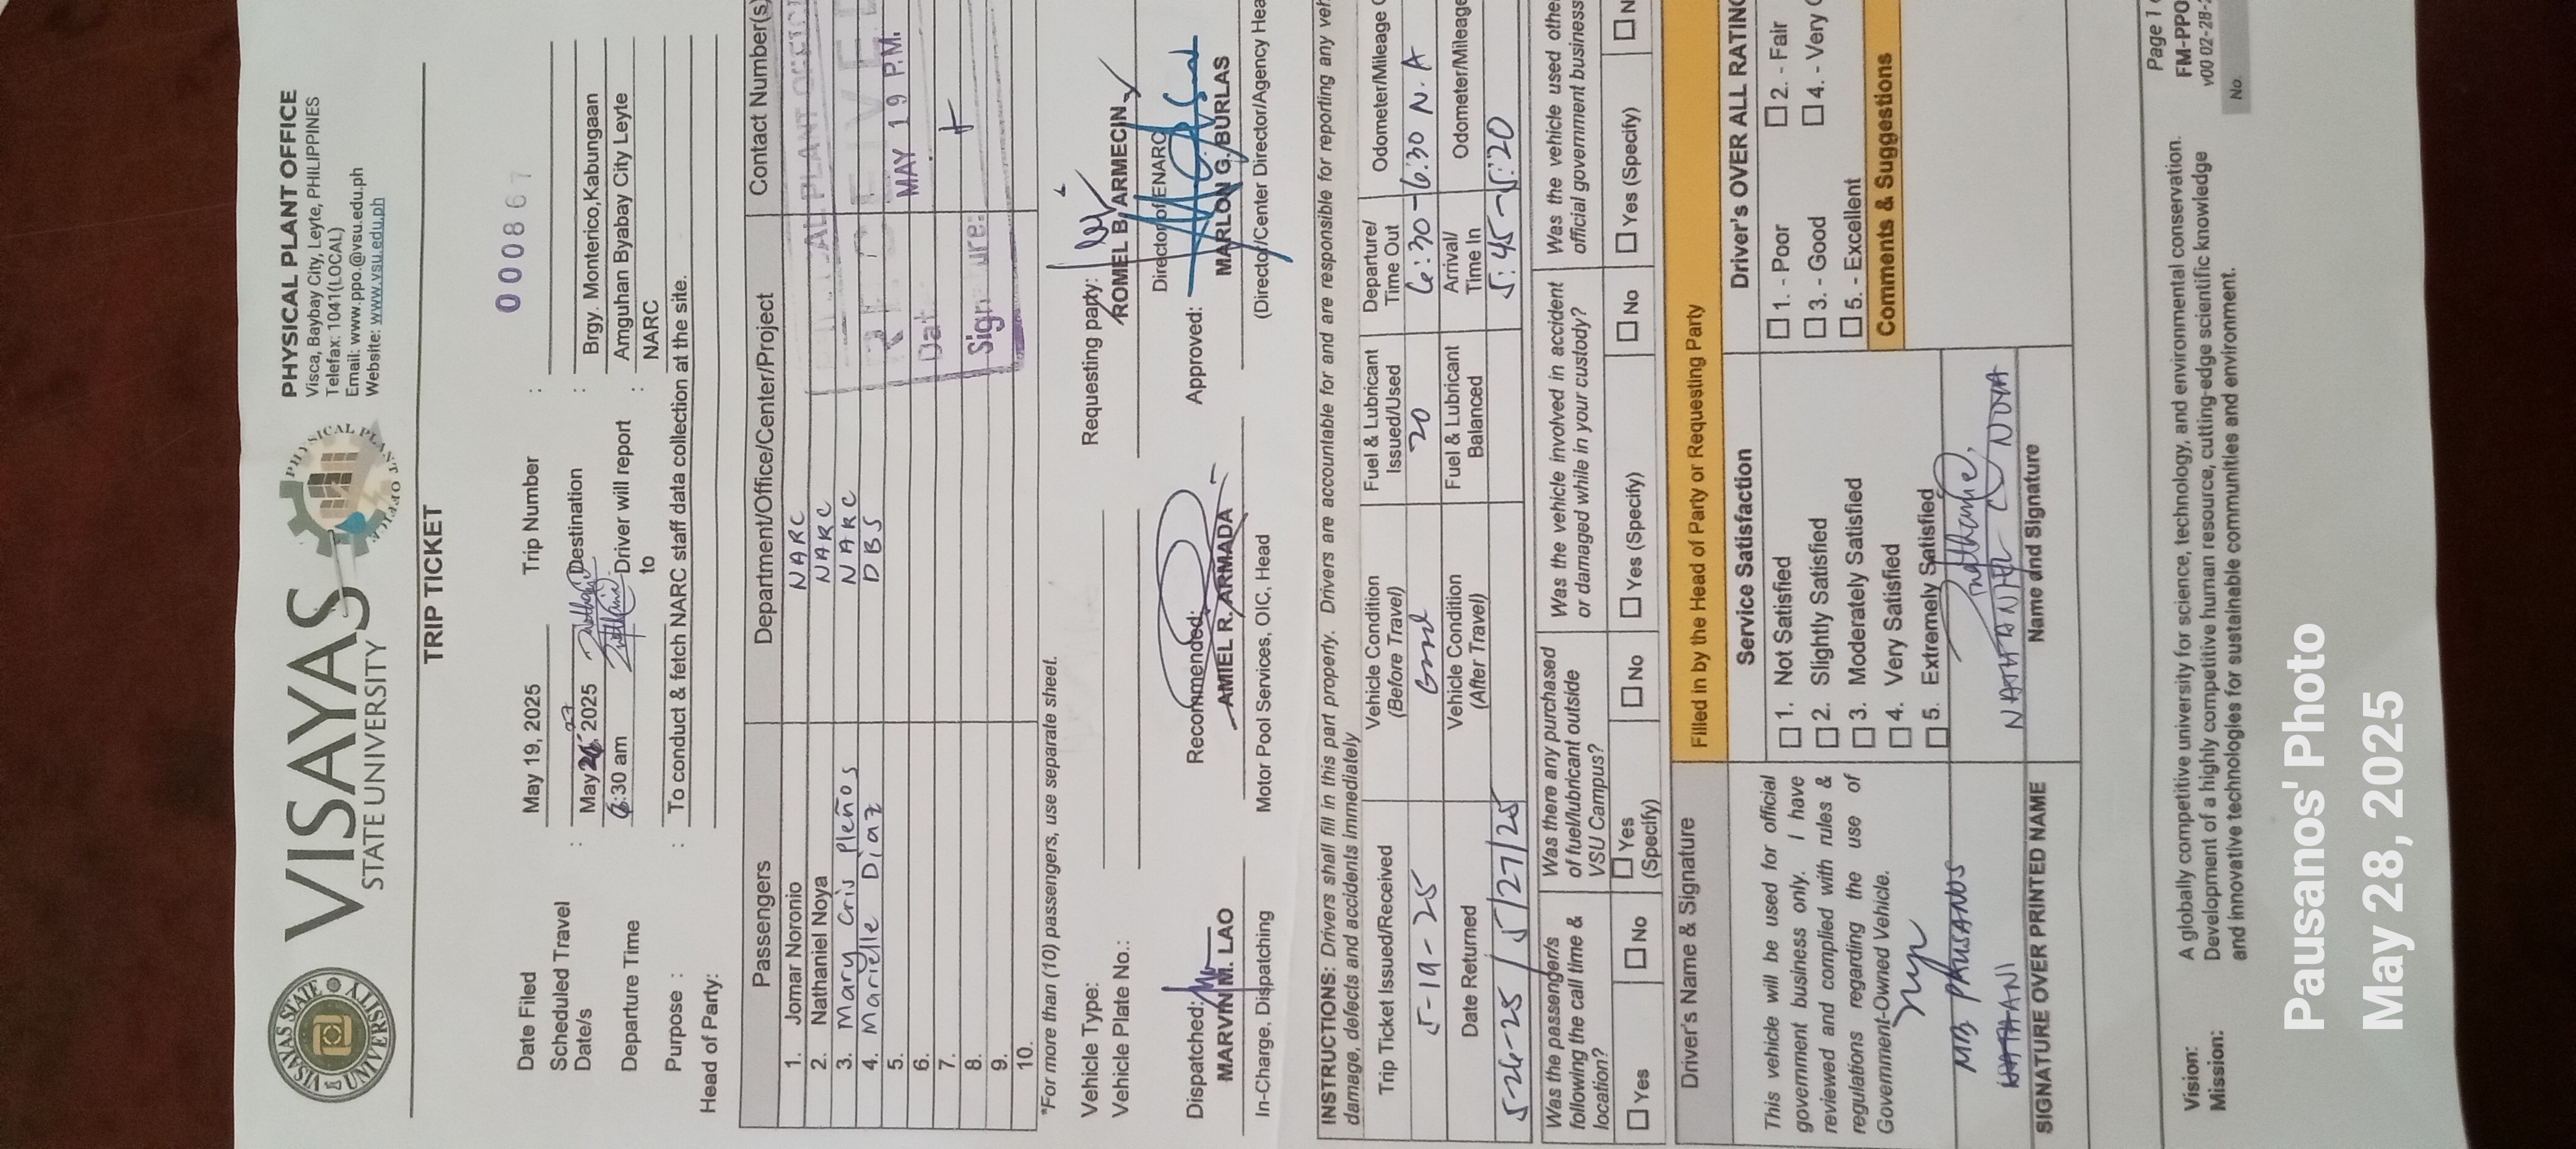 VISAYAS
STATE UNIVERSITY
PHYSICAL PLANT OFFICE
Visca, Baybay City, Leyte, PHILIPPINES
Telefax: 1041(LOCAL)
Email: www.ppo.@vsu.edu.ph
Website: www.vsu.edu.ph
TRIP TICKET
000867
Date Filed May 19, 2025 Trip Number :
Scheduled Travel Date/s : May 2025 Destination : Brgy. Monterico,Kabungaan Amguhan Byabay City Leyte
Departure Time 6:30 am Driver will report to : NARC
Purpose : : To conduct & fetch NARC staff data collection at the site.
Head of Party:
Passengers Department/Office/Center/Project Contact Number(s)
1. Jomar Noronio NARC
2. Nathaniel Noya NARC
3. Mary Cris Pleños NARC
4. Marielle Diaz DBS
5.
6.
7.
8.
9.
10.
MAY 19 P.M.
*For more than (10) passengers, use separate sheet.
Vehicle Type:
Vehicle Plate No.:
Requesting party:
ROMEL B. ARMECIN
Director of ENARC
Dispatched: Recommended: Approved:
MARVIN M. LAO AMIEL R. ARMADA MARLON G. BURLAS
In-Charge, Dispatching Motor Pool Services, OIC, Head (Director/Center Director/Agency Hea
INSTRUCTIONS: Drivers shall fill in this part properly. Drivers are accountable for and are responsible for reporting any veh
damage, defects and accidents immediately
Trip Ticket Issued/Received Vehicle Condition (Before Travel) Fuel & Lubricant Issued/Used Departure/ Time Out Odometer/Mileage
5-19-25 Good 20 6:30 - 6:30 N.A
Date Returned Vehicle Condition (After Travel) Fuel & Lubricant Balanced Arrival/ Time In Odometer/Mileage
5-26-25 / 5/27/25 5:45 - 5:20
Was the passenger/s following the call time & location? Was there any purchased of fuel/lubricant outside VSU Campus? Was the vehicle involved in accident or damaged while in your custody? Was the vehicle used othe official government business
☐ Yes ☐ No ☐ Yes (Specify) ☐ No ☐ Yes (Specify) ☐ No ☐ Yes (Specify) ☐ N
Driver's Name & Signature Filled in by the Head of Party or Requesting Party
This vehicle will be used for official
government business only. I have
reviewed and complied with rules &
regulations regarding the use of
Government-Owned Vehicle.
PAUSANOS
SIGNATURE OVER PRINTED NAME
Service Satisfaction
☐ 1. Not Satisfied
☐ 2. Slightly Satisfied
☐ 3. Moderately Satisfied
☐ 4. Very Satisfied
☐ 5. Extremely Satisfied
NATHANIEL NOYA
Name and Signature
Driver's OVER ALL RATING
☐ 1. - Poor ☐ 2. - Fair
☐ 3. - Good ☐ 4. - Very
☐ 5. - Excellent
Comments & Suggestions
Vision: A globally competitive university for science, technology, and environmental conservation.
Mission: Development of a highly competitive human resource, cutting-edge scientific knowledge
and innovative technologies for sustainable communities and environment.
Page 1
FM-PPO
v00 02-28-
No.
Pausanos' Photo
May 28, 2025